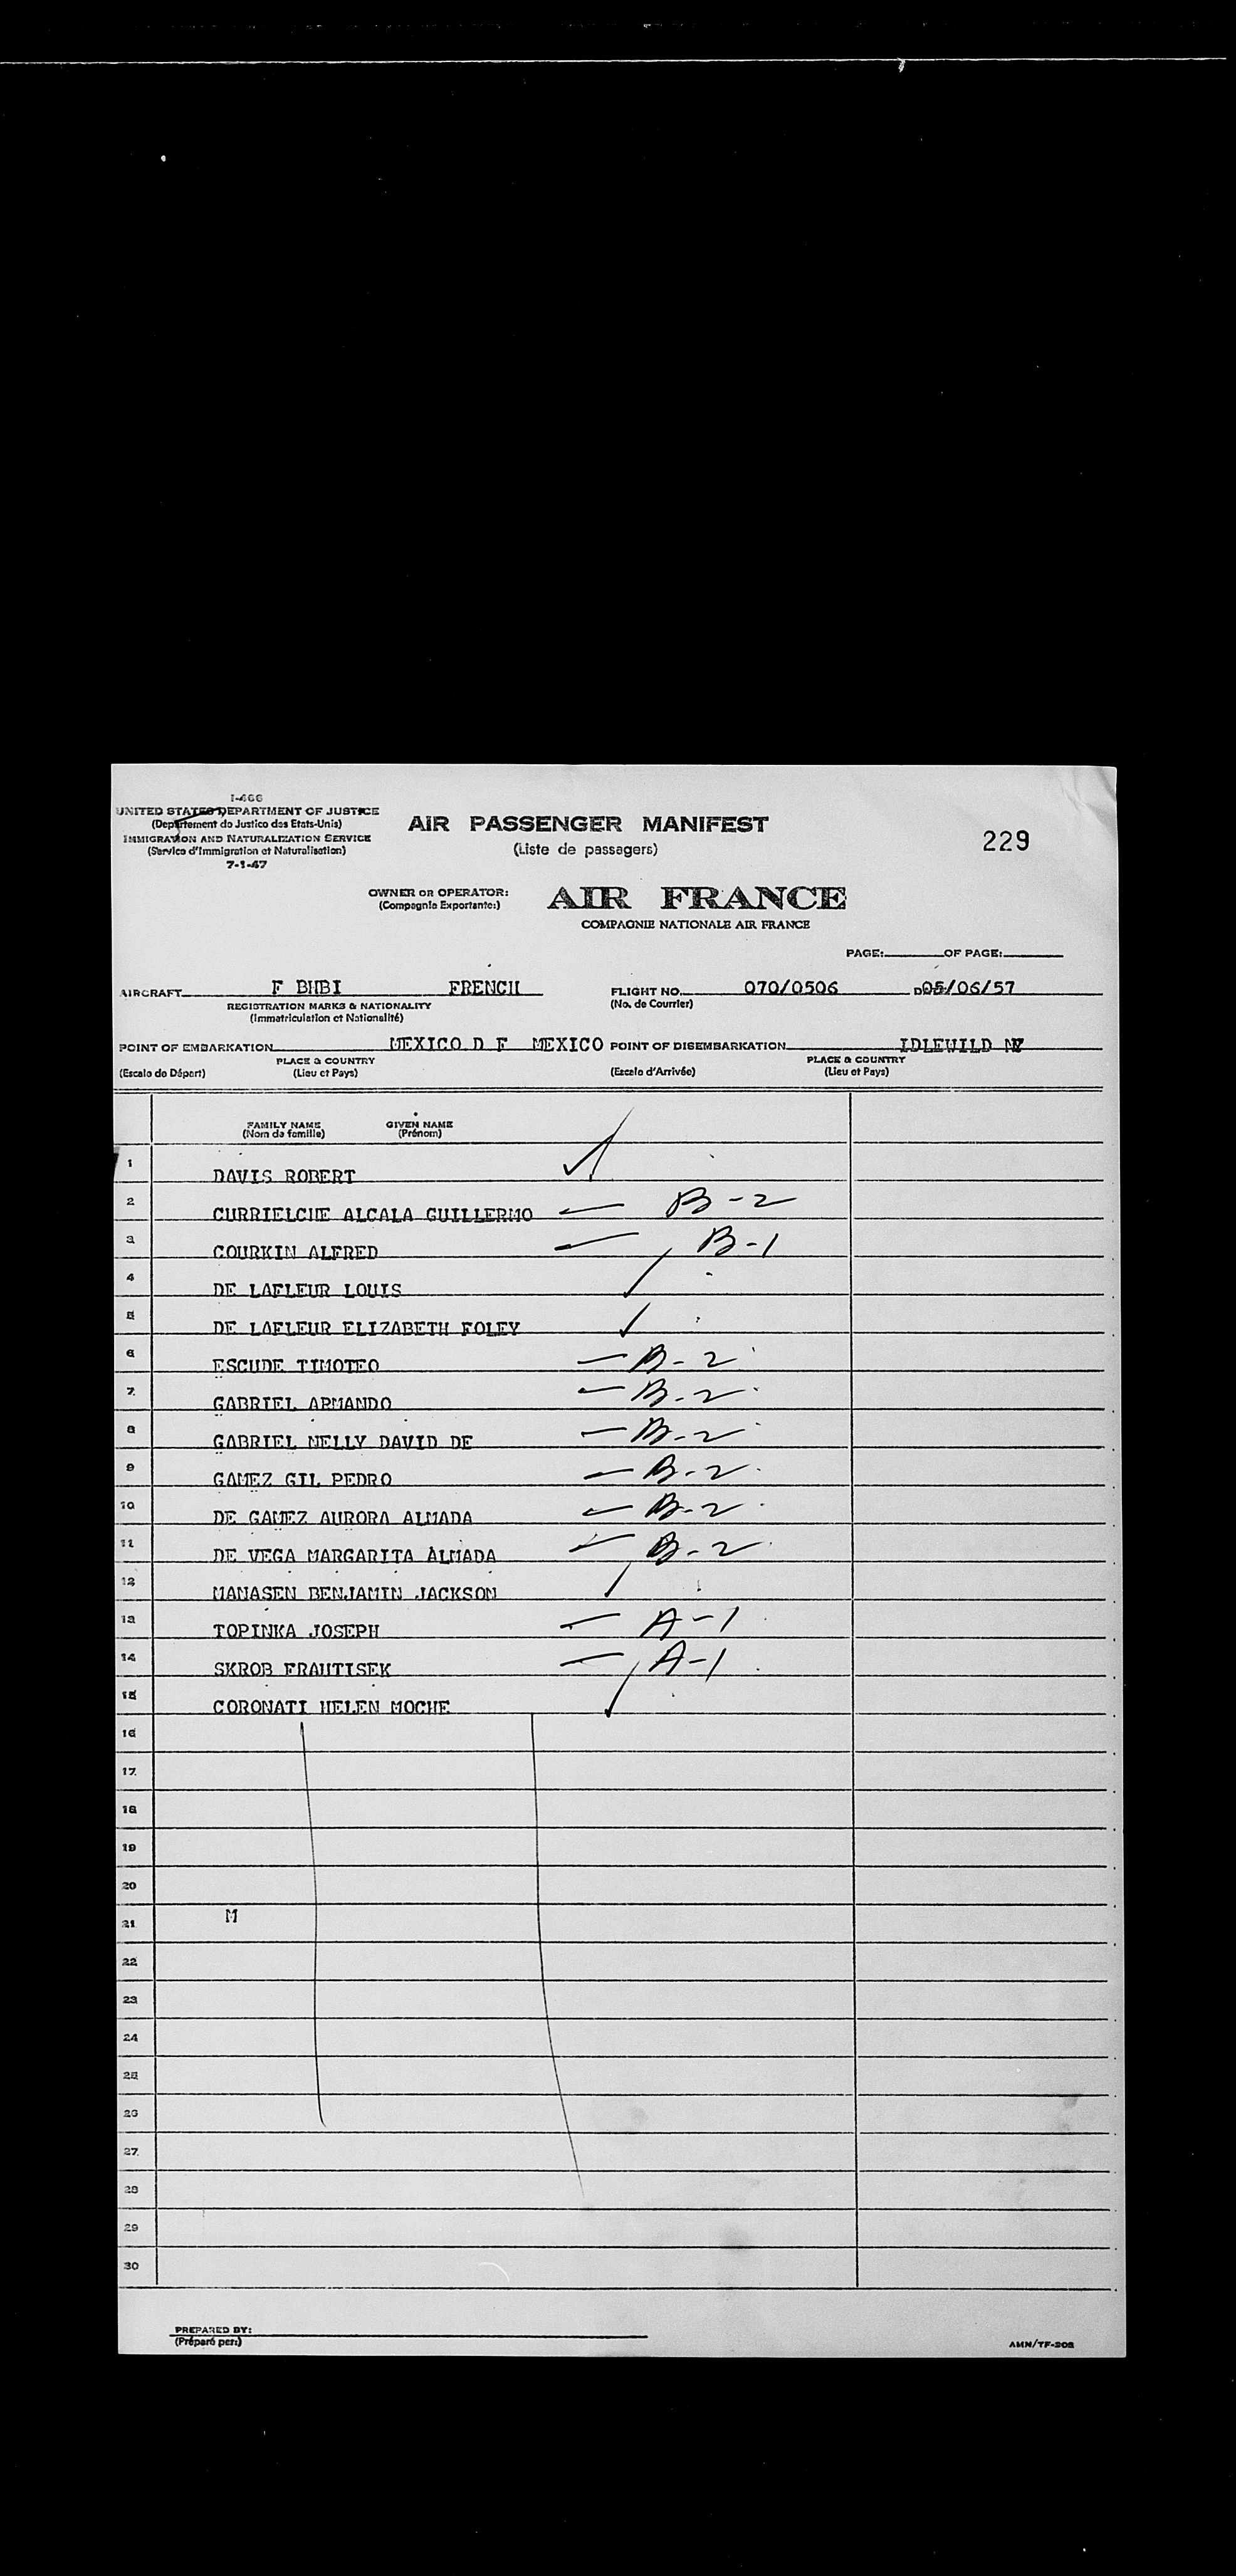 I-466
UNITED STATES DEPARTMENT OF JUSTICE
(Departement de Justice des Etats-Unis)
IMMIGRATION AND NATURALIZATION SERVICE
(Service d'Immigration et Naturalisation)
7-1-47
AIR PASSENGER MANIFEST
(Liste de passagers)
229
OWNER OR OPERATOR:
(Compagnie Exportante:)
AIR FRANCE
COMPAGNIE NATIONALE AIR FRANCE
PAGE: OF PAGE:
AIRCRAFT F BHBI FRENCH FLIGHT NO. 070/0506 D05/06/57
REGISTRATION MARKS & NATIONALITY (No. de Courrier)
(Immatriculation et Nationalité)
POINT OF EMBARKATION MEXICO D F MEXICO POINT OF DISEMBARKATION IDLEWILD
PLACE & COUNTRY PLACE & COUNTRY
(Escale de Départ) (Lieu et Pays) (Escale d'Arrivée) (Lieu et Pays)
FAMILY NAME GIVEN NAME
(Nom de famille) (Prénom)
1 DAVIS ROBERT
2 CURRIELCHE ALCALA GUILLERMO B-2
3 COURKIN ALFRED B-1
4 DE LAFLEUR LOUIS
5 DE LAFLEUR ELIZABETH FOLEY
6 ESCUDE TIMOTEO B-2
7 GABRIEL ARMANDO B-2
8 GABRIEL NELLY DAVID DE B-2
9 GAMEZ GIL PEDRO B-2
10 DE GAMEZ AURORA ALMADA B-2
11 DE VEGA MARGARITA ALMADA B-2
12 MANASEN BENJAMIN JACKSON
13 TOPINKA JOSEPH A-1
14 SKROB FRAUTISEK A-1
15 CORONATI HELEN MOCHE
16
17
18
19
20
21 M
22
23
24
25
26
27
28
29
30
PREPARED BY:
(Préparé per:)
AMN/TF-302